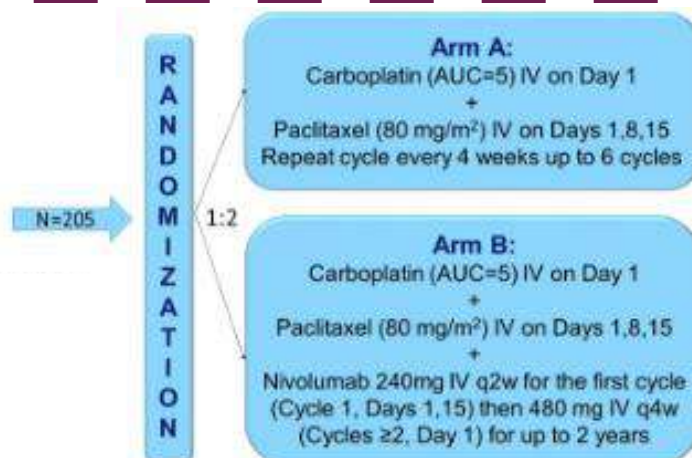 N=205
RANDOMIZATION
1:2
Arm A:
Carboplatin (AUC=5) IV on Day 1
+
Paclitaxel (80 mg/m²) IV on Days 1,8,15
Repeat cycle every 4 weeks up to 6 cycles
Arm B:
Carboplatin (AUC=5) IV on Day 1
+
Paclitaxel (80 mg/m²) IV on Days 1,8,15
+
Nivolumab 240mg IV q2w for the first cycle
(Cycle 1, Days 1,15) then 480 mg IV q4w
(Cycles ≥2, Day 1) for up to 2 years